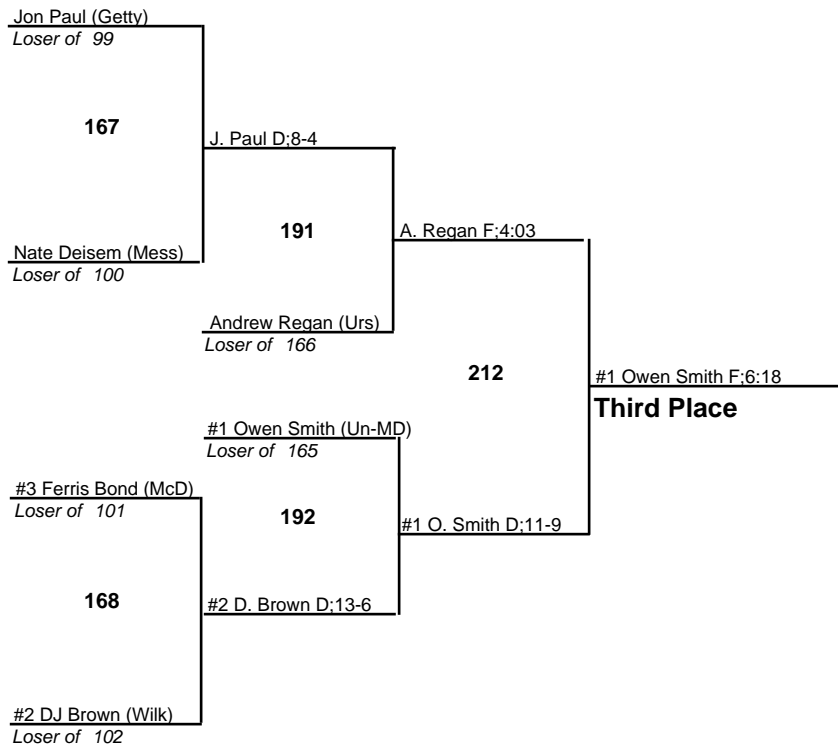 Jon Paul (Getty)
Loser of 99
167
J. Paul D;8-4
191
A. Regan F;4:03
Nate Deisem (Mess)
Loser of 100
Andrew Regan (Urs)
Loser of 166
212
#1 Owen Smith F;6:18
Third Place
#1 Owen Smith (Un-MD)
Loser of 165
#3 Ferris Bond (McD)
Loser of 101
192
#1 O. Smith D;11-9
168
#2 D. Brown D;13-6
#2 DJ Brown (Wilk)
Loser of 102